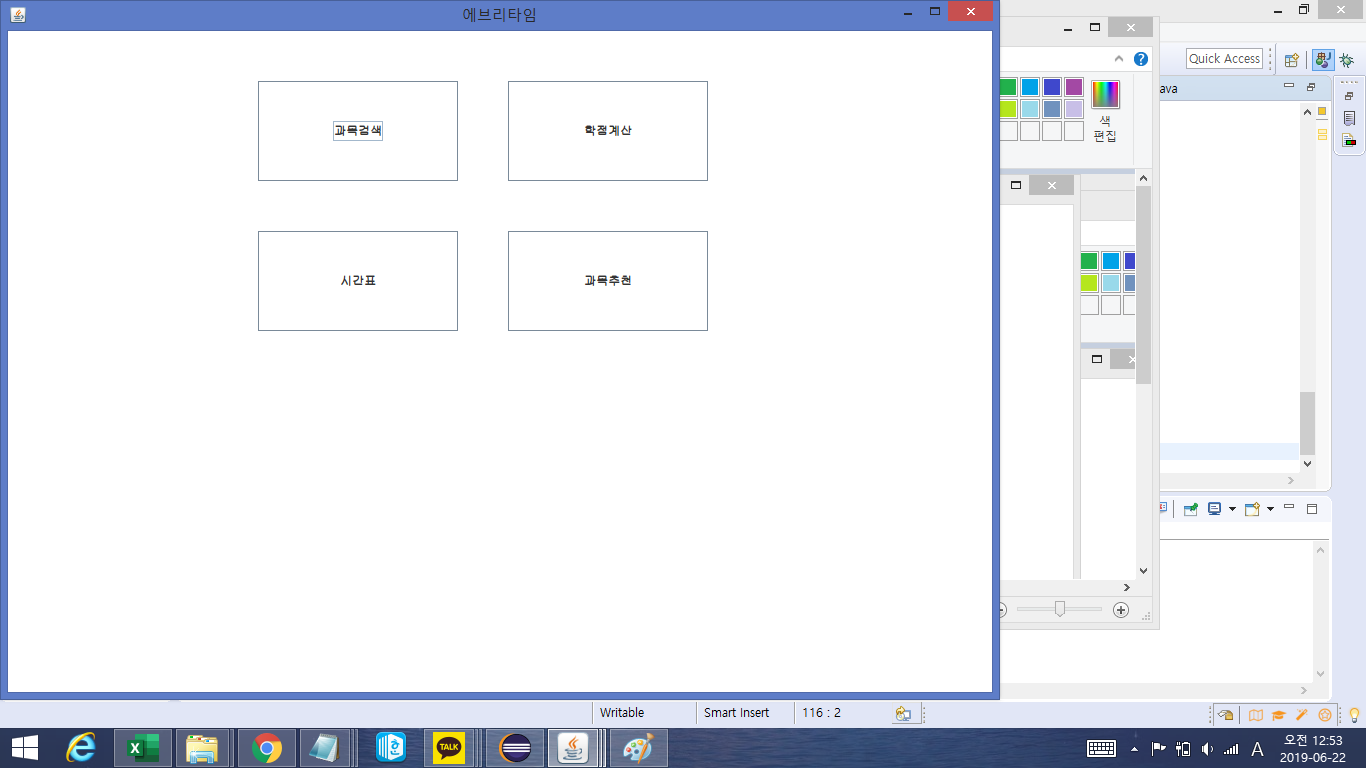 에브리타임
과목검색
학점계산
시간표
과목추천
Quick Access
ava
색
편집
Writable
Smart Insert
116 : 2
TALK
A
오전 12:53
2019-06-22